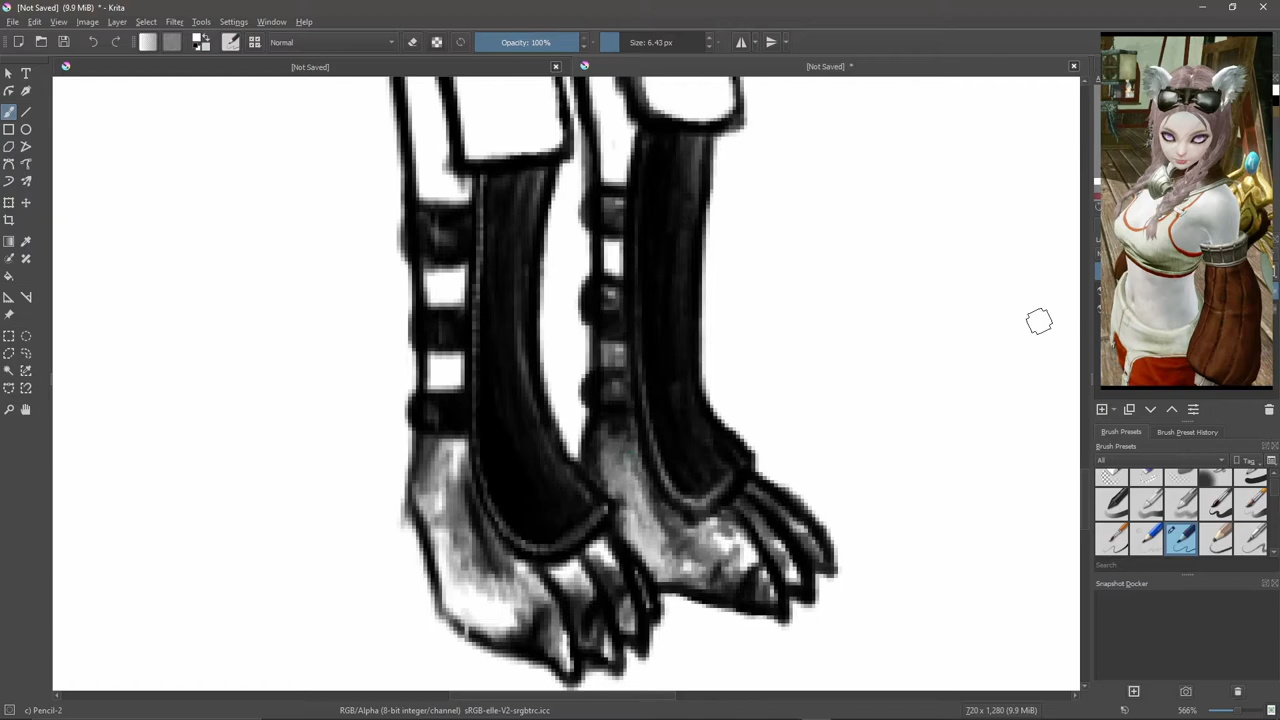 [Not Saved] (9.9 MiB) * - Krita
File Edit View Image Layer Select Filter Tools Settings Window Help
Normal Opacity: 100% Size: 6.43 px
[Not Saved] [Not Saved] *
Brush Presets Brush Preset History
Brush Presets
All Tag
Search
Snapshot Docker
c) Pencil-2 RGB/Alpha (8-bit integer/channel) sRGB-elle-V2-srgbtrc.icc 720 x 1,280 (9.9 MiB) 566%